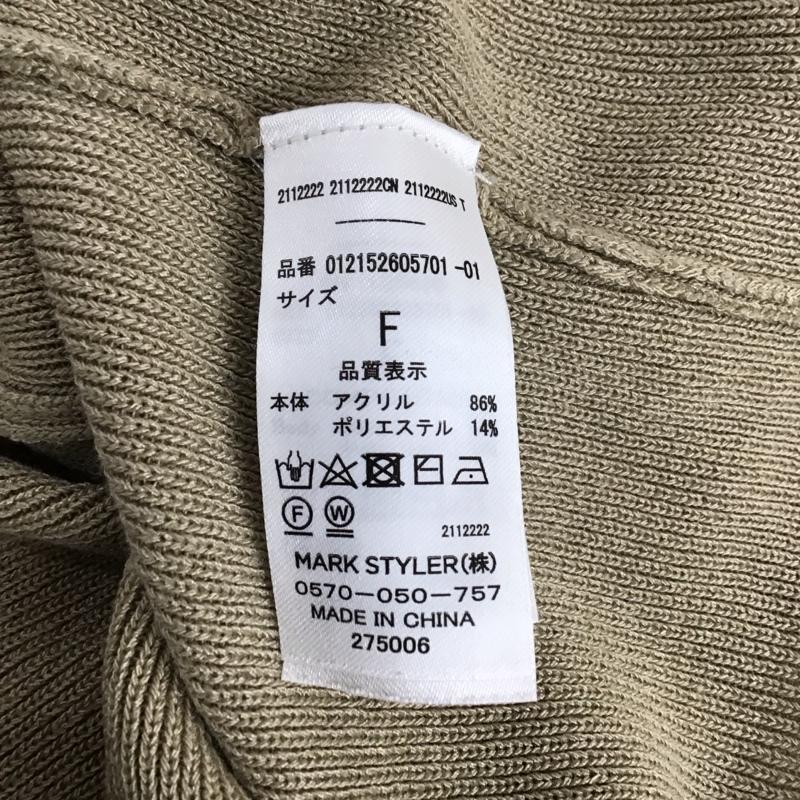 2112222 2112222CN 2112222US T
品番 012152605701 -01
サイズ
F
品質表示
本体 アクリル 86%
ポリエステル 14%
F W
2112222
MARK STYLER(株)
0570-050-757
MADE IN CHINA
275006